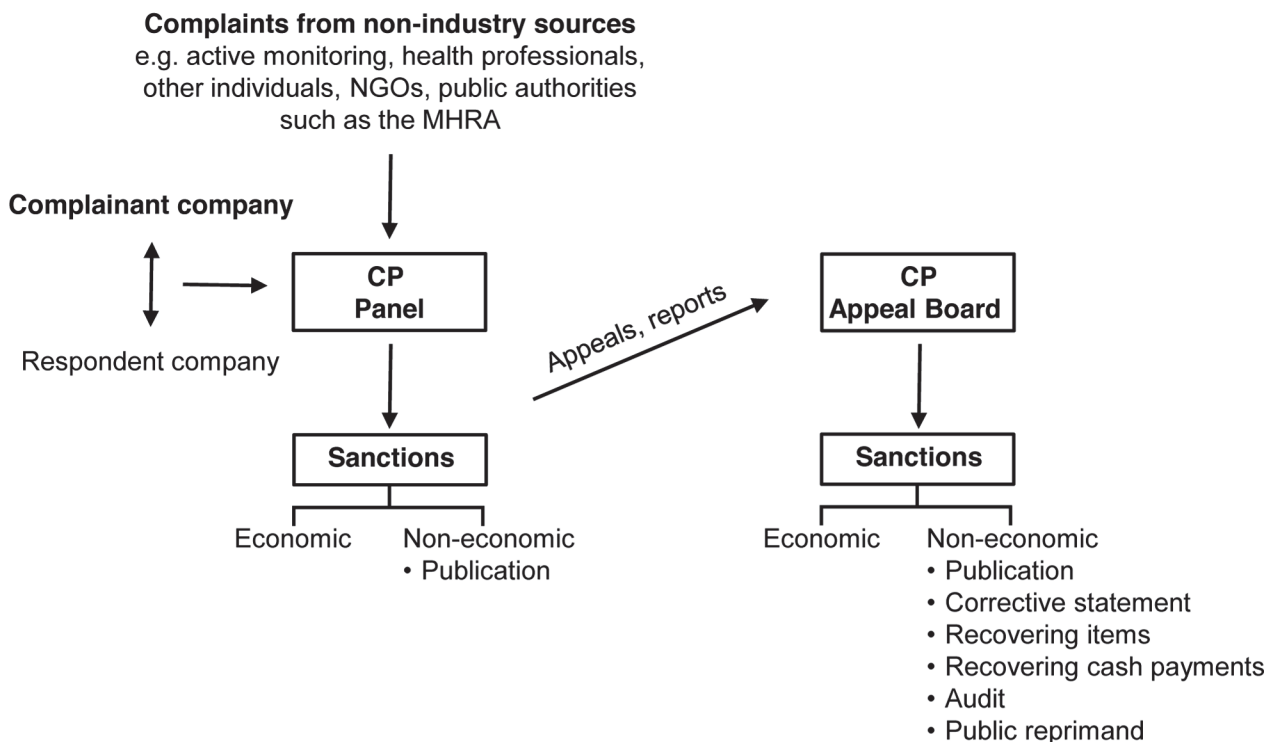 Complaints from non-industry sources
e.g. active monitoring, health professionals,
other individuals, NGOs, public authorities
such as the MHRA
Complainant company
Respondent company
CP
Panel
Appeals, reports
CP
Appeal Board
Sanctions
Economic
Non-economic
• Publication
Sanctions
Economic
Non-economic
• Publication
• Corrective statement
• Recovering items
• Recovering cash payments
• Audit
• Public reprimand